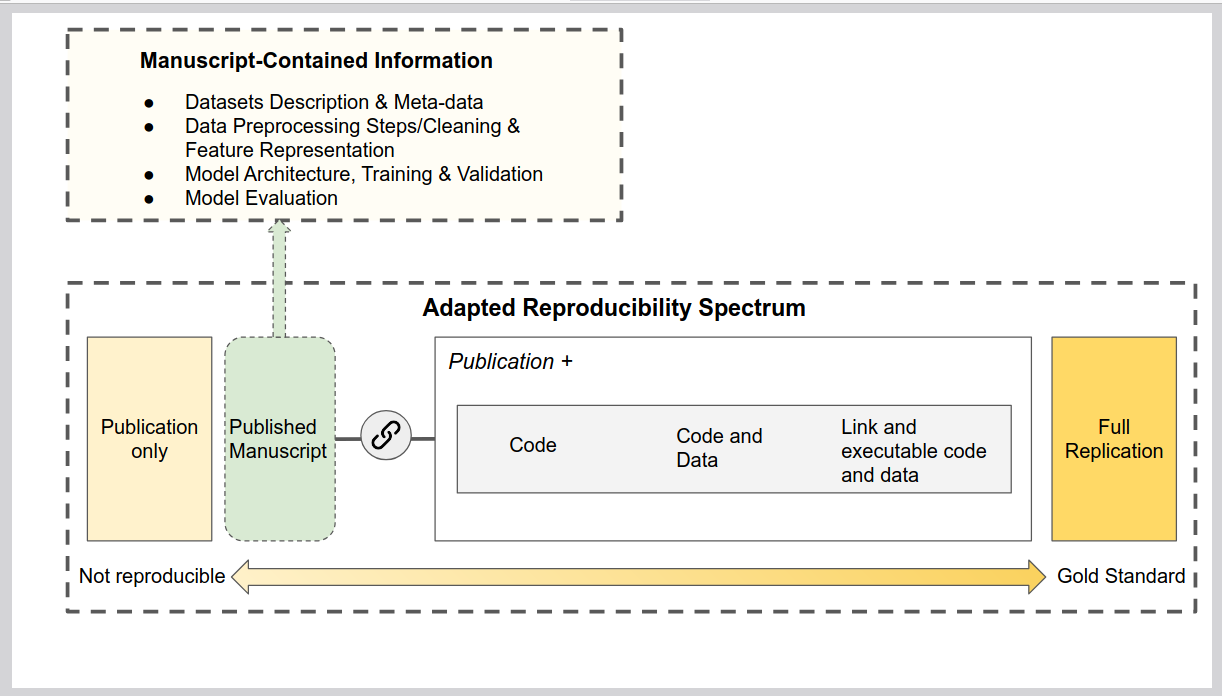 Manuscript-Contained Information
● Datasets Description & Meta-data
● Data Preprocessing Steps/Cleaning &
Feature Representation
● Model Architecture, Training & Validation
● Model Evaluation
Adapted Reproducibility Spectrum
Publication
only
Published
Manuscript
Publication +
Code
Code and
Data
Link and
executable code
and data
Full
Replication
Not reproducible
Gold Standard